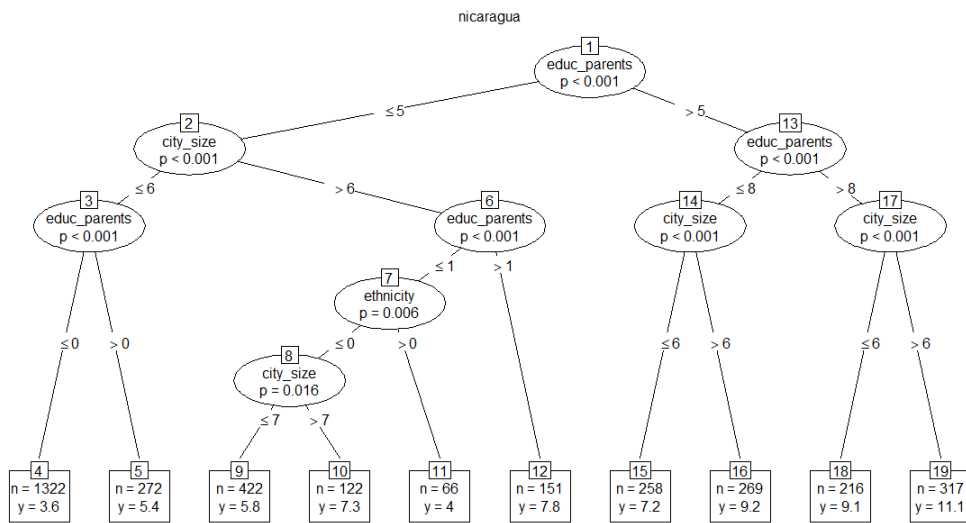 nicaragua
1
educ_parents
p < 0.001
≤ 5
> 5
2
city_size
p < 0.001
13
educ_parents
p < 0.001
≤ 6
> 6
≤ 8
> 8
3
educ_parents
p < 0.001
6
educ_parents
p < 0.001
14
city_size
p < 0.001
17
city_size
p < 0.001
≤ 1
> 1
7
ethnicity
p = 0.006
≤ 0
> 0
≤ 0
> 0
≤ 6
> 6
≤ 6
> 6
8
city_size
p = 0.016
≤ 7
> 7
4
n = 1322
y = 3.6
5
n = 272
y = 5.4
9
n = 422
y = 5.8
10
n = 122
y = 7.3
11
n = 66
y = 4
12
n = 151
y = 7.8
15
n = 258
y = 7.2
16
n = 269
y = 9.2
18
n = 216
y = 9.1
19
n = 317
y = 11.1